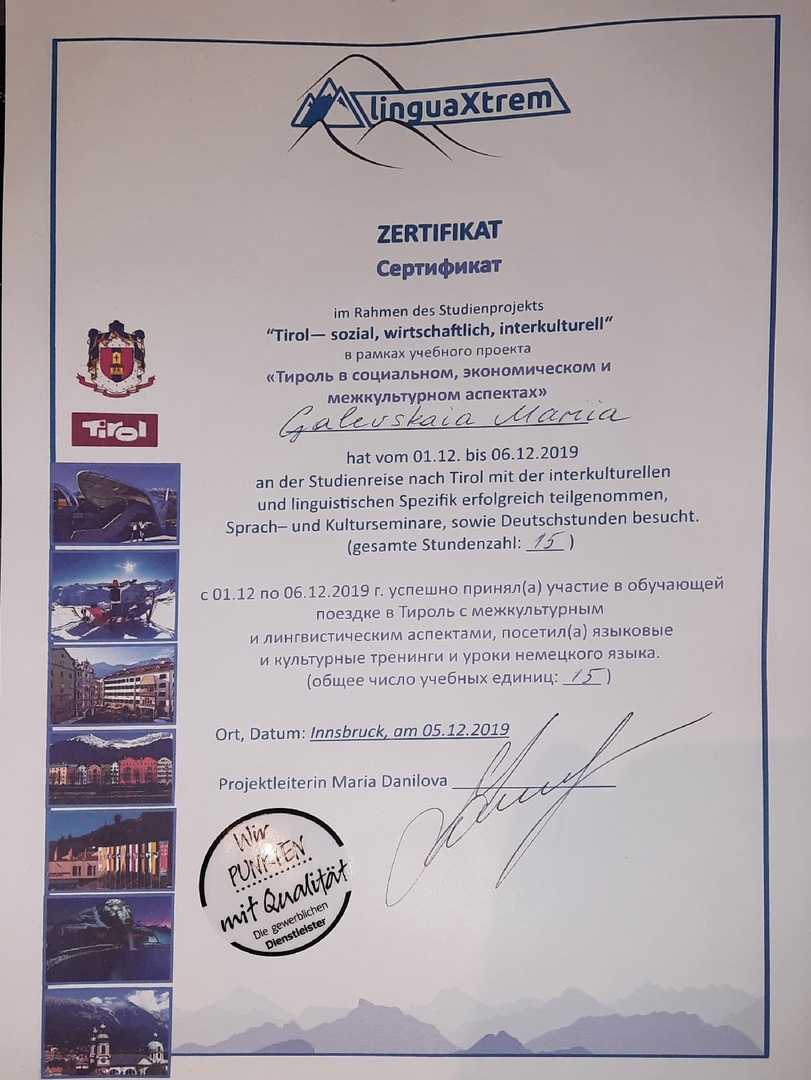 linguaXtrem
ZERTIFIKAT
Сертификат
im Rahmen des Studienprojekts
“Tirol— sozial, wirtschaftlich, interkulturell“
в рамках учебного проекта
«Тироль в социальном, экономическом и
межкультурном аспектах»
Galevskaia Mariia
Tirol
hat vom 01.12. bis 06.12.2019
an der Studienreise nach Tirol mit der interkulturellen
und linguistischen Spezifik erfolgreich teilgenommen,
Sprach– und Kulturseminare, sowie Deutschstunden besucht.
(gesamte Stundenzahl: 15 )
с 01.12 по 06.12.2019 г. успешно принял(а) участие в обучающей
поездке в Тироль с межкультурным
и лингвистическим аспектами, посетил(а) языковые
и культурные тренинги и уроки немецкого языка.
(общее число учебных единиц: 15 )
Ort, Datum: Innsbruck, am 05.12.2019
Projektleiterin Maria Danilova
Wir
PUNKTEN
mit Qualität
Die gewerblichen
Dienstleister